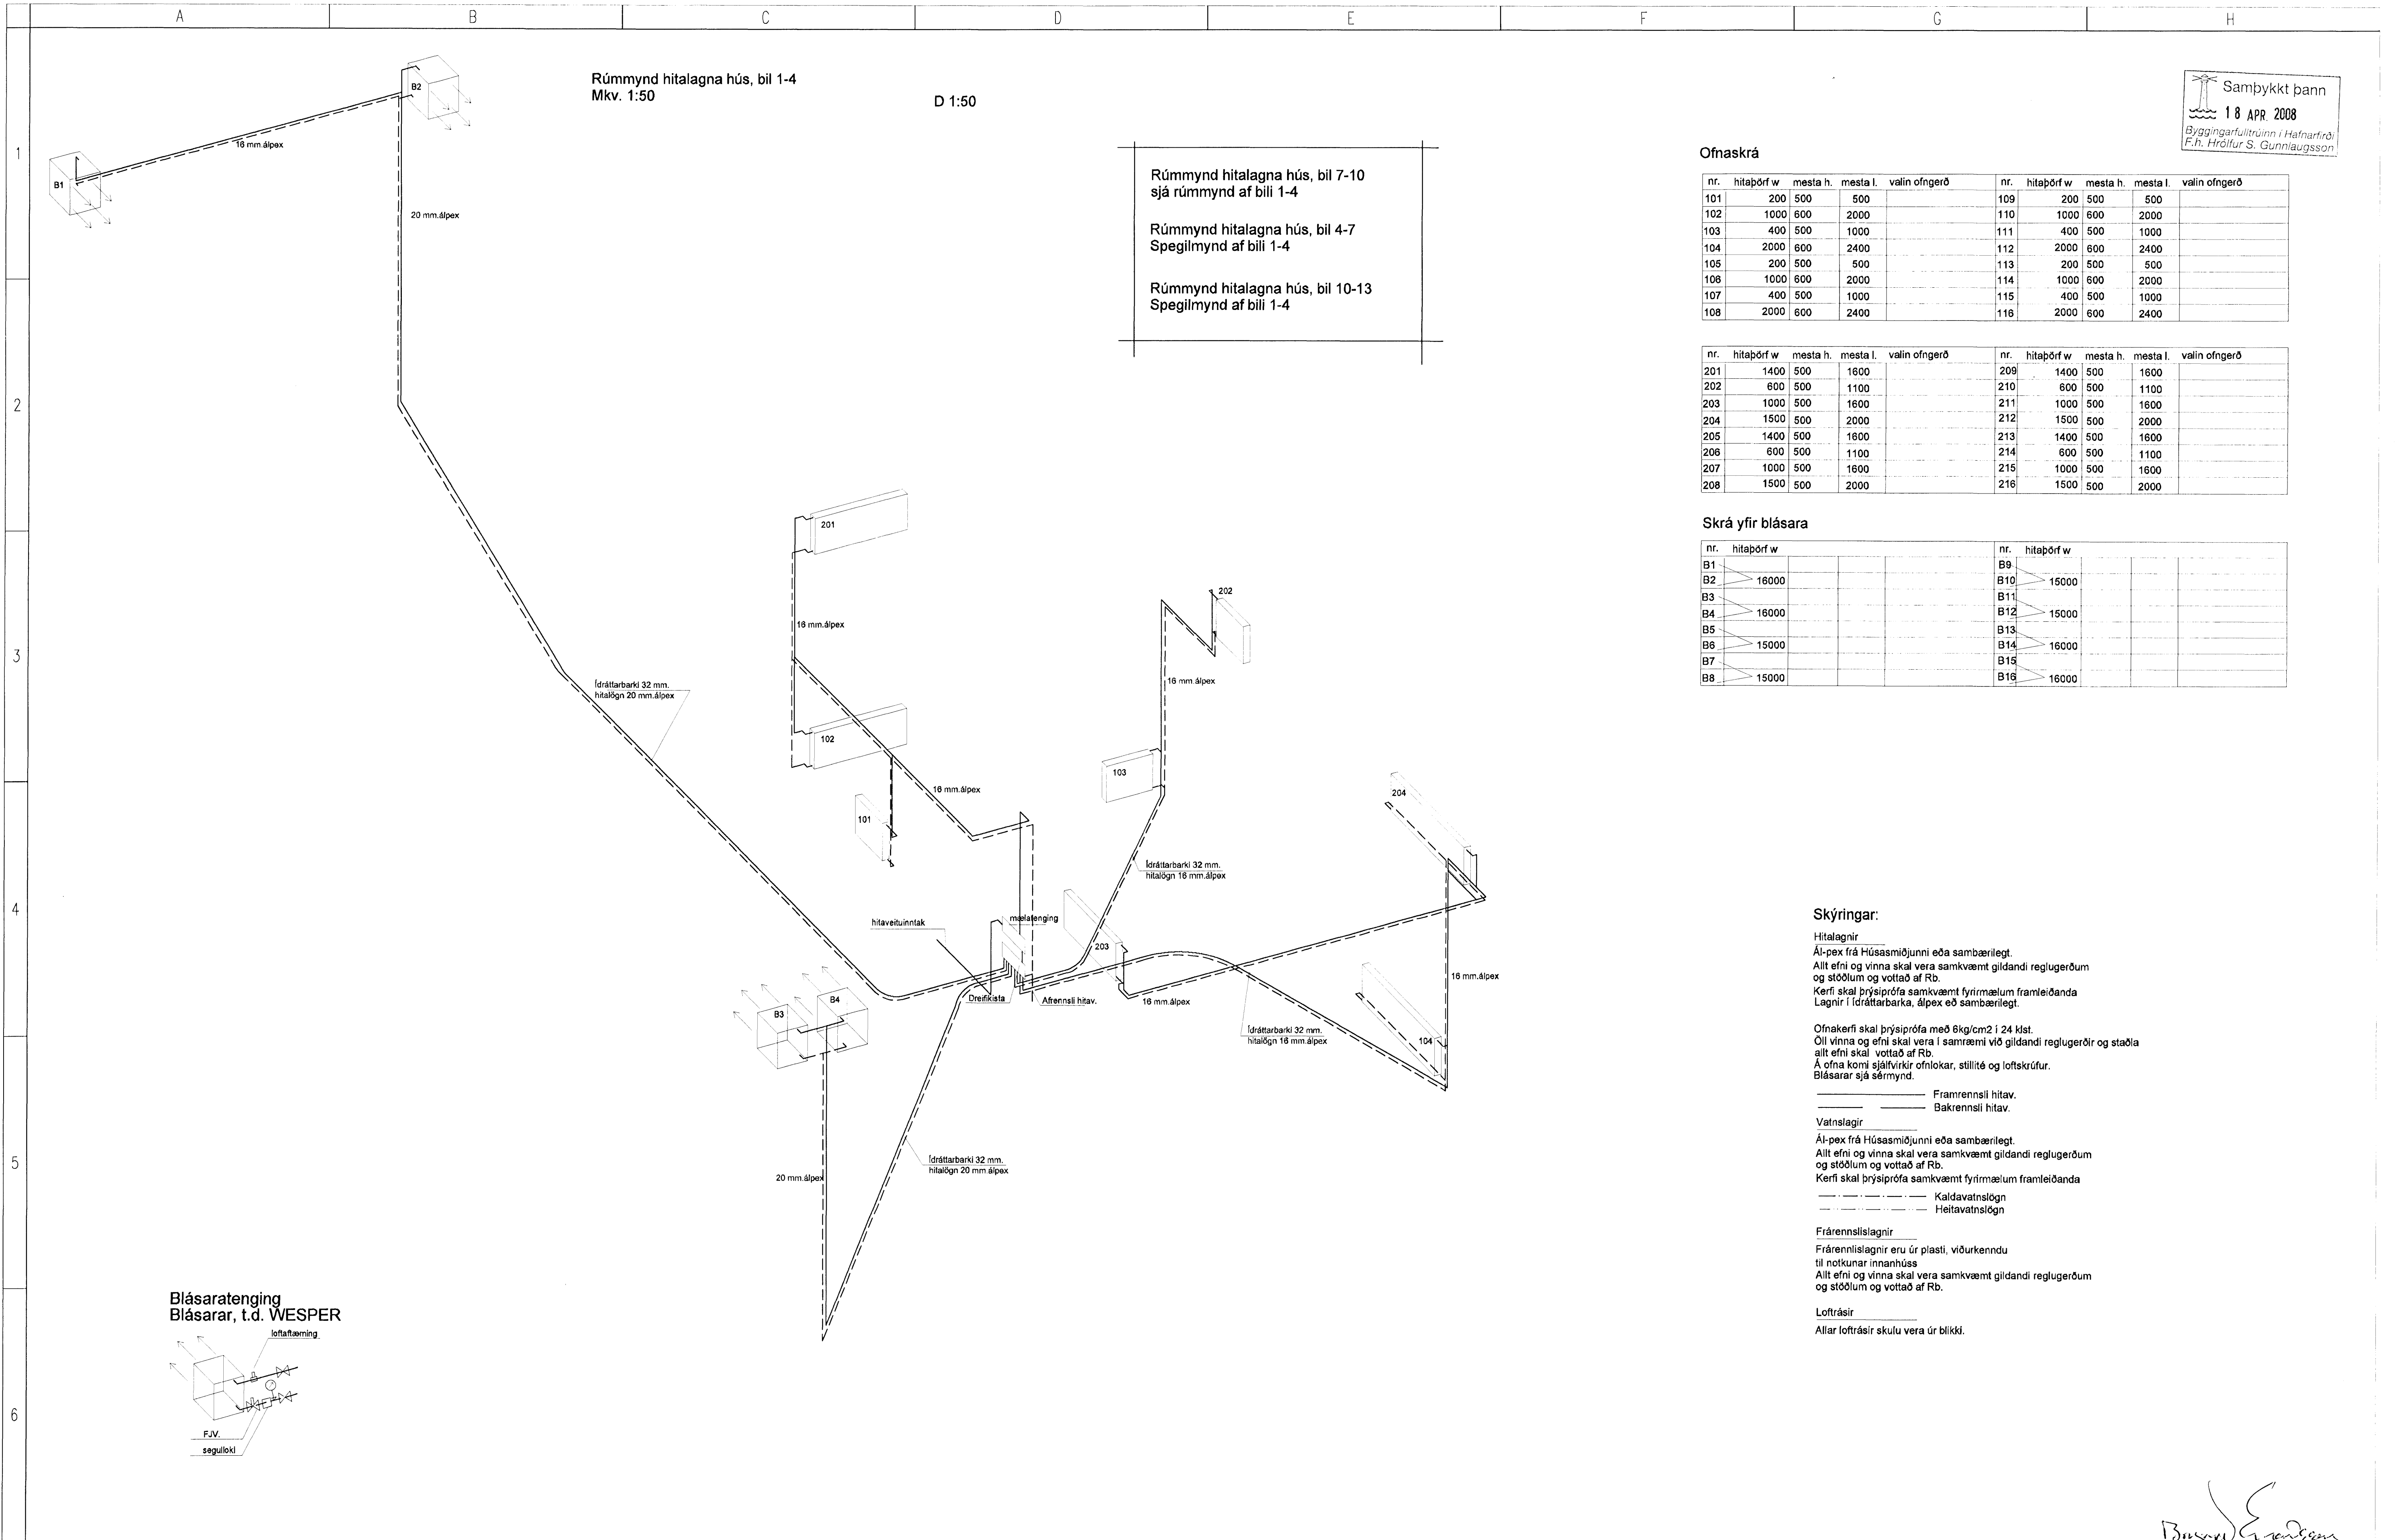 A B C D E F G H
1
2
3
4
5
6
Rúmmynd hitalagna hús, bil 1-4
Mkv. 1:50
D 1:50
Samþykkt þann
18 APR. 2008
Byggingarfulltrúinn í Hafnarfirði
F.h. Hrólfur S. Gunnlaugsson
Rúmmynd hitalagna hús, bil 7-10
sjá rúmmynd af bili 1-4
Rúmmynd hitalagna hús, bil 4-7
Spegilmynd af bili 1-4
Rúmmynd hitalagna hús, bil 10-13
Spegilmynd af bili 1-4
B2
B1
16 mm.álpex
20 mm.álpex
Ídráttarbarki 32 mm.
hitalögn 20 mm.álpex
201
16 mm.álpex
102
101
16 mm.álpex
202
16 mm.álpex
103
Ídráttarbarki 32 mm.
hitalögn 16 mm.álpex
204
hitaveituinntak
mælatenging
203
Dreifikista
Afrennsli hitav.
16 mm.álpex
16 mm.álpex
Ídráttarbarki 32 mm.
hitalögn 16 mm.álpex
104
B4
B3
20 mm.álpex
Ídráttarbarki 32 mm.
hitalögn 20 mm.álpex
Blásaratenging
Blásarar, t.d. WESPER
loftaftæming
FJV.
segulloki
Ofnaskrá
nr. hitaþörf w mesta h. mesta l. valin ofngerð nr. hitaþörf w mesta h. mesta l. valin ofngerð
101 200 500 500 109 200 500 500
102 1000 600 2000 110 1000 600 2000
103 400 500 1000 111 400 500 1000
104 2000 600 2400 112 2000 600 2400
105 200 500 500 113 200 500 500
106 1000 600 2000 114 1000 600 2000
107 400 500 1000 115 400 500 1000
108 2000 600 2400 116 2000 600 2400
nr. hitaþörf w mesta h. mesta l. valin ofngerð nr. hitaþörf w mesta h. mesta l. valin ofngerð
201 1400 500 1600 209 1400 500 1600
202 600 500 1100 210 600 500 1100
203 1000 500 1600 211 1000 500 1600
204 1500 500 2000 212 1500 500 2000
205 1400 500 1600 213 1400 500 1600
206 600 500 1100 214 600 500 1100
207 1000 500 1600 215 1000 500 1600
208 1500 500 2000 216 1500 500 2000
Skrá yfir blásara
nr. hitaþörf w nr. hitaþörf w
B1 B9
B2 16000 B10 15000
B3 B11
B4 16000 B12 15000
B5 B13
B6 15000 B14 16000
B7 B15
B8 15000 B16 16000
Skýringar:
Hitalagnir
Ál-pex frá Húsasmiðjunni eða sambærilegt.
Allt efni og vinna skal vera samkvæmt gildandi reglugerðum
og stöðlum og vottað af Rb.
Kerfi skal þrýsiprófa samkvæmt fyrirmælum framleiðanda
Lagnir í ídráttarbarka, álpex eð sambærilegt.
Ofnakerfi skal þrýsiprófa með 6kg/cm2 í 24 klst.
Öll vinna og efni skal vera í samræmi við gildandi reglugerðir og staðla
allt efni skal vottað af Rb.
Á ofna komi sjálfvirkir ofnlokar, stillité og loftskrúfur.
Blásarar sjá sérmynd.
Framrennsli hitav.
Bakrennsli hitav.
Vatnslagir
Ál-pex frá Húsasmiðjunni eða sambærilegt.
Allt efni og vinna skal vera samkvæmt gildandi reglugerðum
og stöðlum og vottað af Rb.
Kerfi skal þrýsiprófa samkvæmt fyrirmælum framleiðanda
Kaldavatnslögn
Heitavatnslögn
Frárennslislagnir
Frárennlislagnir eru úr plasti, viðurkenndu
til notkunar innanhúss
Allt efni og vinna skal vera samkvæmt gildandi reglugerðum
og stöðlum og vottað af Rb.
Loftrásir
Allar loftrásir skulu vera úr blikki.